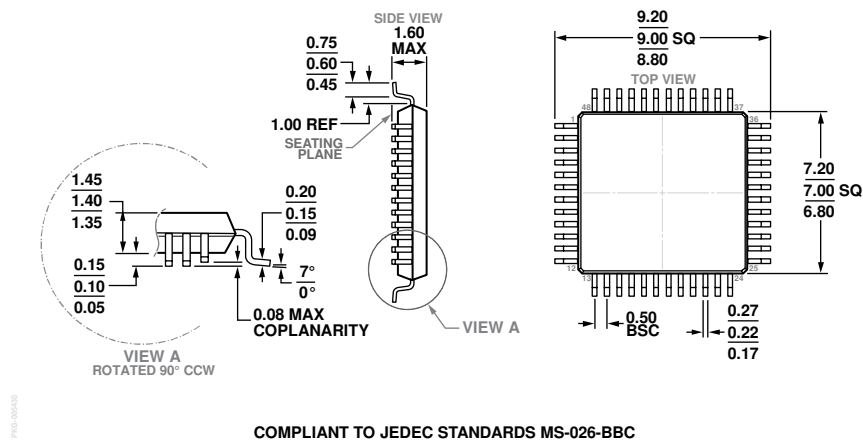 SIDE VIEW
1.60
MAX
0.75
0.60
0.45
1.00 REF
SEATING
PLANE
9.20
9.00 SQ
8.80
TOP VIEW
48
37
1
36
12
25
13
24
7.20
7.00 SQ
6.80
0.50
BSC
0.27
0.22
0.17
1.45
1.40
1.35
0.15
0.10
0.05
0.20
0.15
0.09
7°
0°
0.08 MAX
COPLANARITY
VIEW A
VIEW A
ROTATED 90° CCW
PKG-005430
COMPLIANT TO JEDEC STANDARDS MS-026-BBC